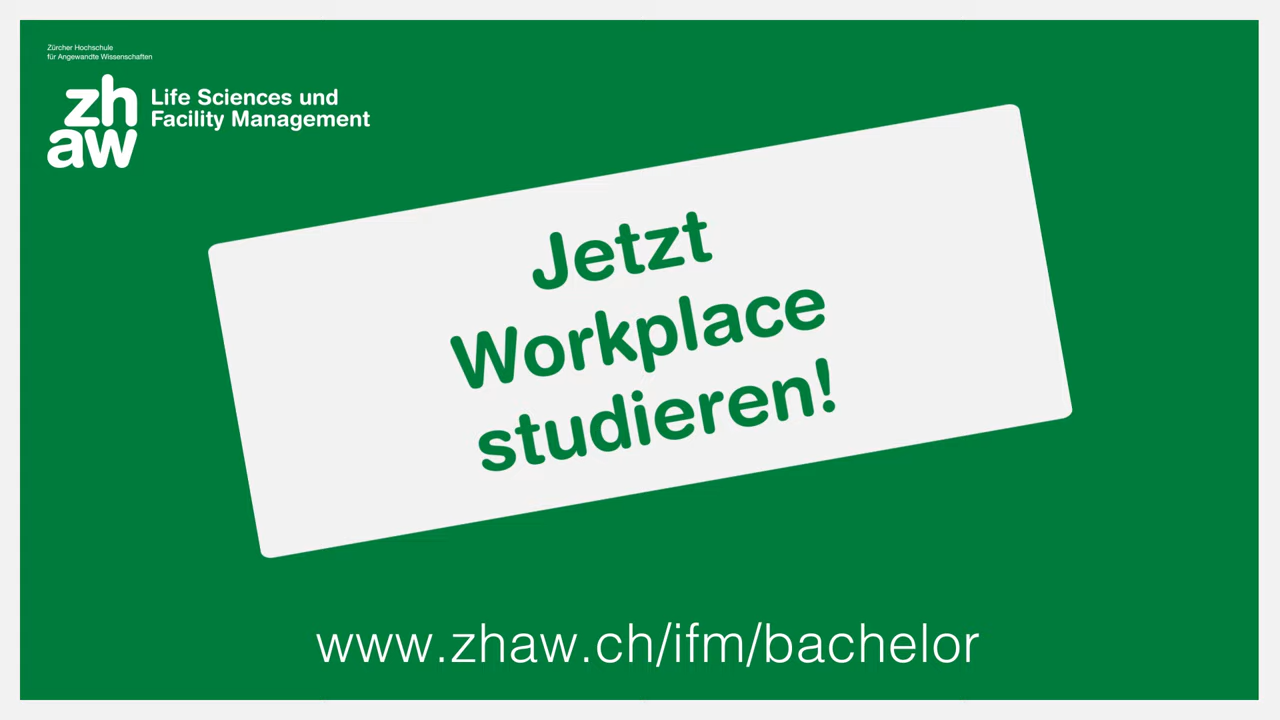 Zürcher Hochschule
für Angewandte Wissenschaften
zh
aw
Life Sciences und
Facility Management
Jetzt
Workplace
studieren!
www.zhaw.ch/ifm/bachelor